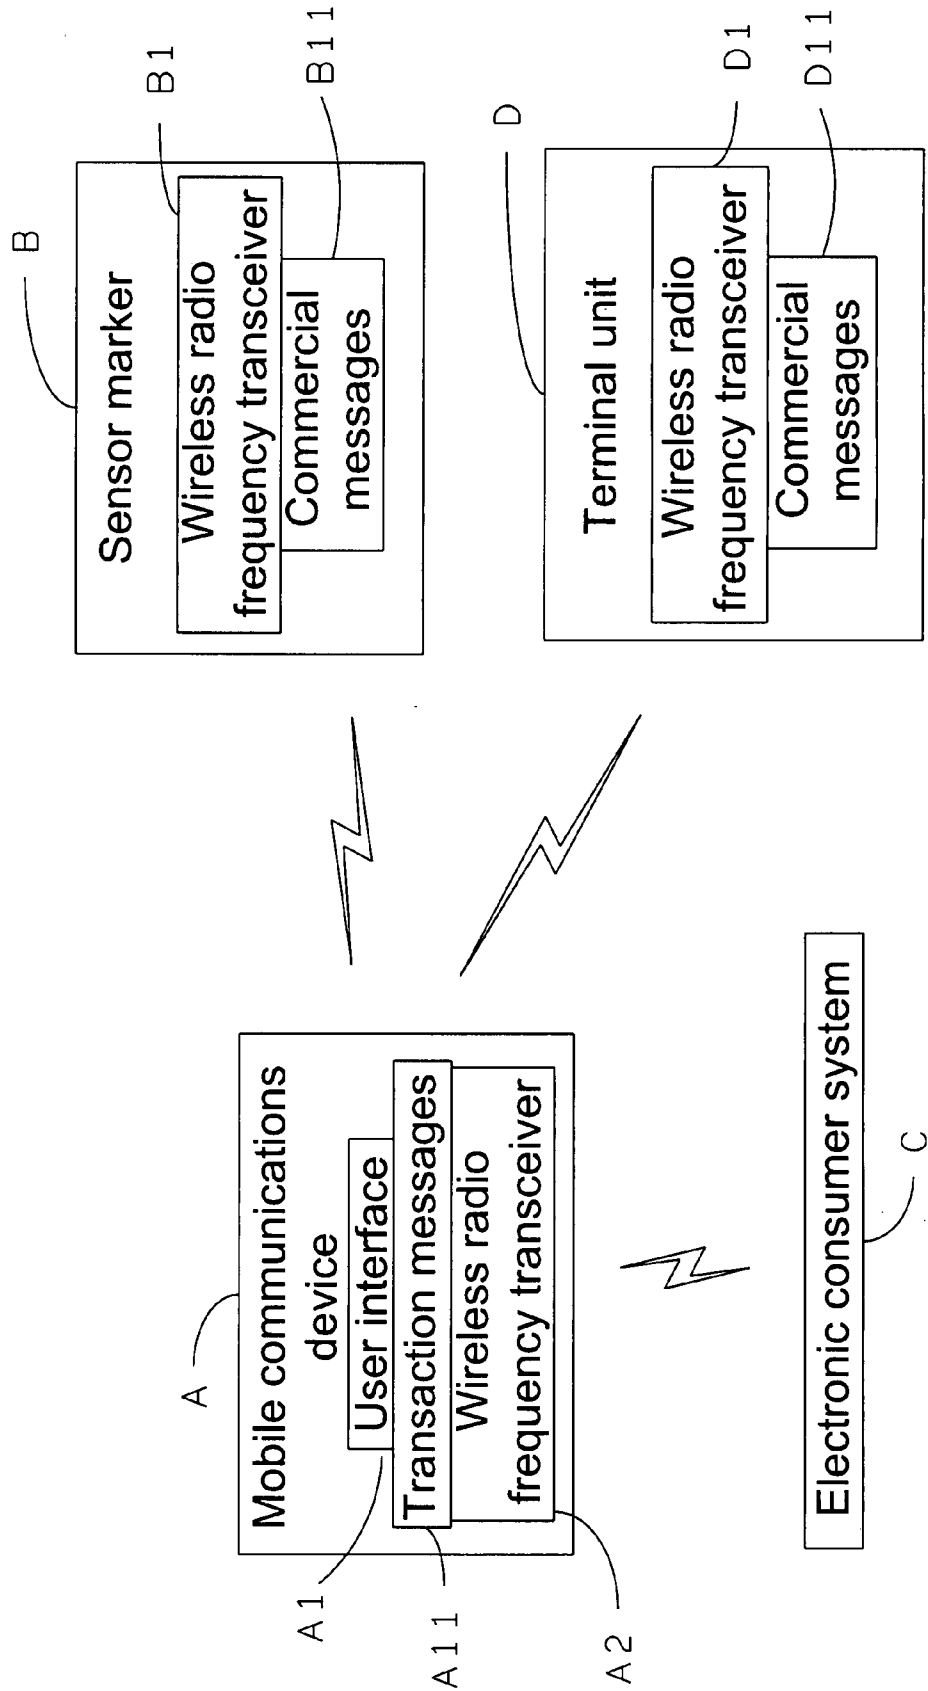 B
Sensor marker
Wireless radio
frequency transceiver
B1
Commercial
messages
B11
A
Mobile communications
device
A1
User interface
A11
Transaction messages
Wireless radio
frequency transceiver
A2
D
Terminal unit
Wireless radio
frequency transceiver
D1
Commercial
messages
D11
Electronic consumer system
C